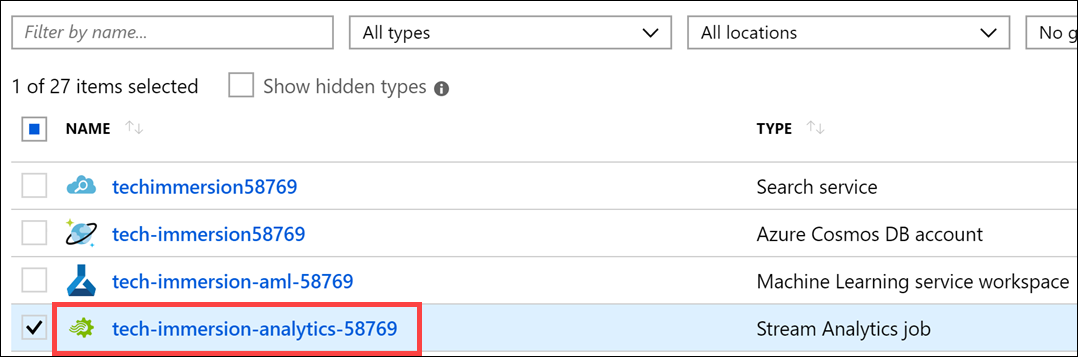 Filter by name... All types All locations No g
1 of 27 items selected Show hidden types
NAME TYPE
techimmersion58769 Search service
tech-immersion58769 Azure Cosmos DB account
tech-immersion-aml-58769 Machine Learning service workspace
tech-immersion-analytics-58769 Stream Analytics job